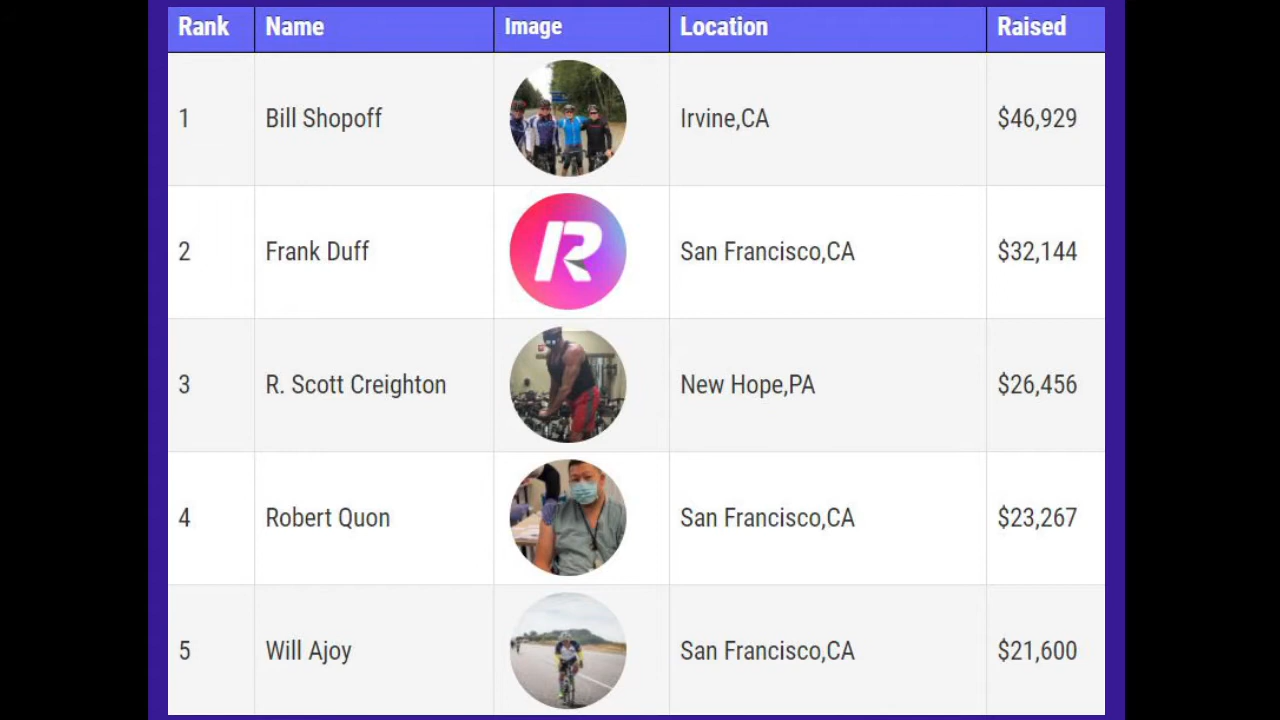 Rank Name Image Location Raised
1 Bill Shopoff Irvine,CA $46,929
2 Frank Duff R San Francisco,CA $32,144
3 R. Scott Creighton New Hope,PA $26,456
4 Robert Quon San Francisco,CA $23,267
5 Will Ajoy San Francisco,CA $21,600